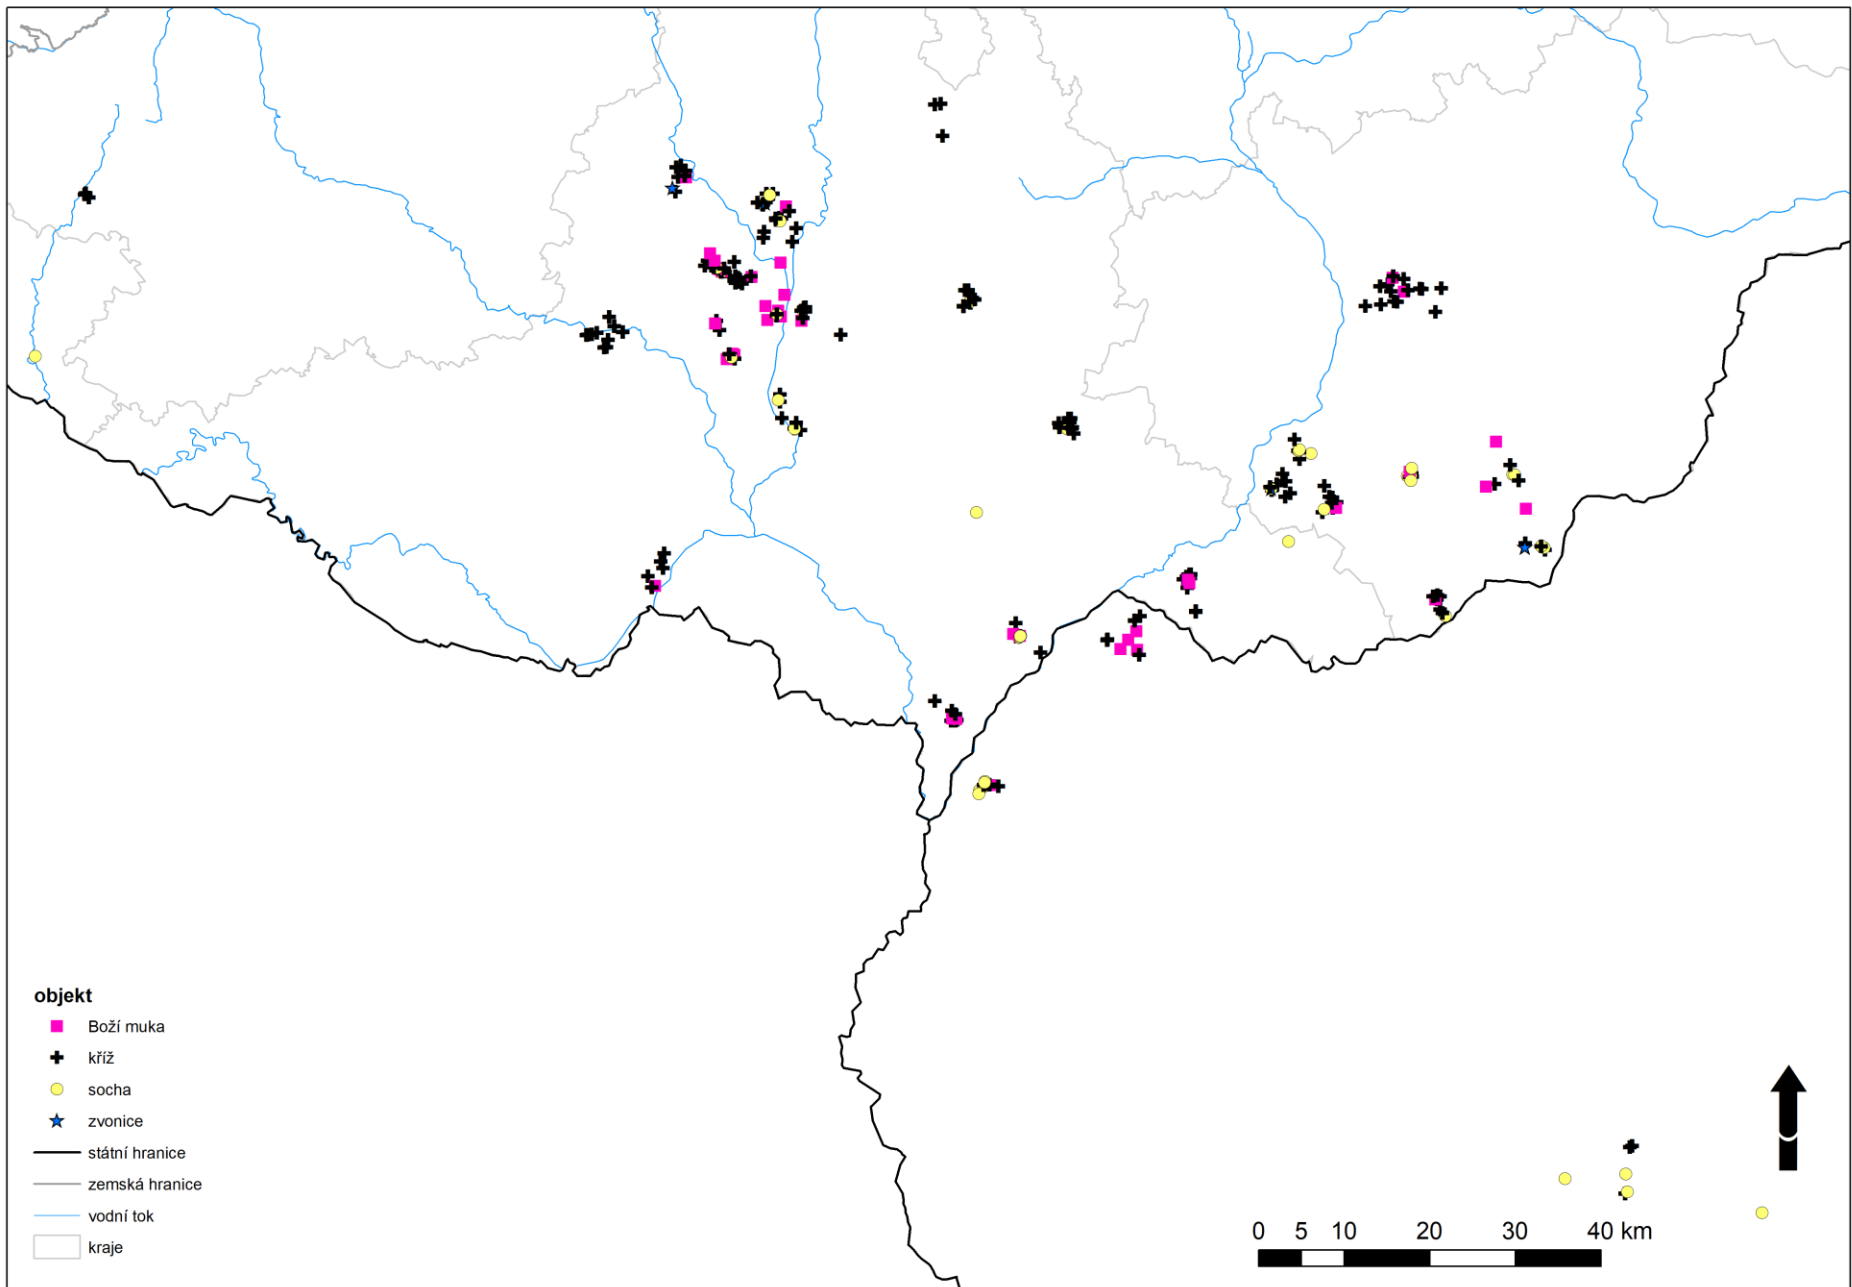 objekt
Boží muka
kříž
socha
zvonice
státní hranice
zemská hranice
vodní tok
kraje
0 5 10 20 30 40 km